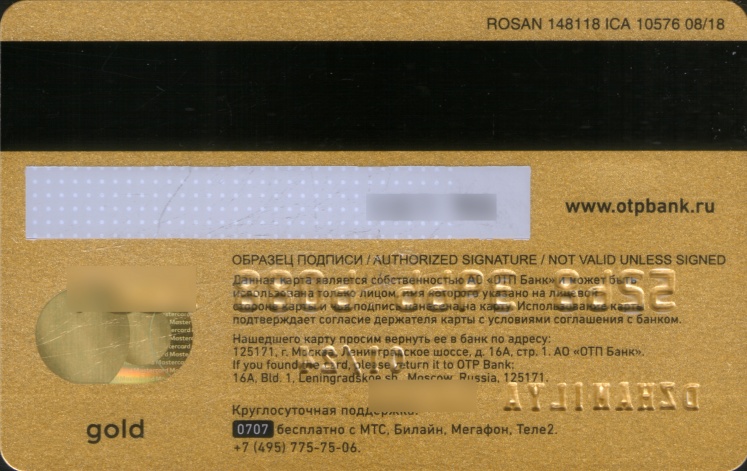 ROSAN 148118 ICA 10576 08/18
www.otpbank.ru
ОБРАЗЕЦ ПОДПИСИ / AUTHORIZED SIGNATURE / NOT VALID UNLESS SIGNED
Данная карта является собственностью АО «ОТП Банк» и может быть
использована только лицом, имя которого указано на лицевой
стороне карты и чья подпись нанесена на карту. Использование карты
подтверждает согласие держателя карты с условиями соглашения с банком.
Нашедшего карту просим вернуть ее в банк по адресу:
125171, г. Москва, Ленинградское шоссе, д. 16А, стр. 1. АО «ОТП Банк».
If you found the card, please return it to OTP Bank:
16A, Bld. 1, Leningradskoe sh., Moscow, Russia, 125171.
Круглосуточная поддержка:
gold
0707 бесплатно с МТС, Билайн, Мегафон, Теле2.
+7 (495) 775-75-06.